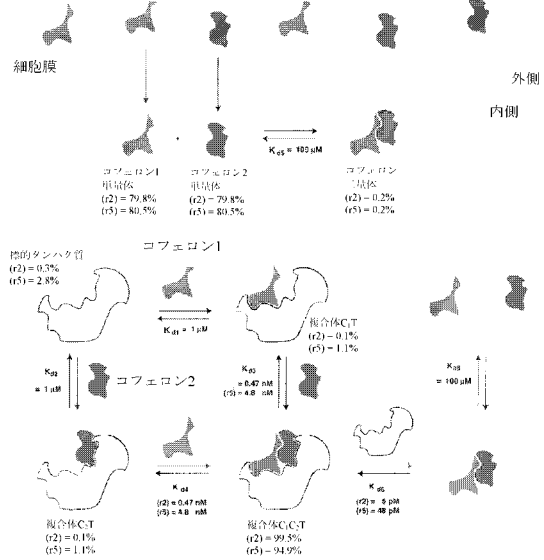 細胞膜
外側
内側
K d5 = 100 μM
コフェロン1
単量体
(r2) = 79.8%
(r5) = 80.5%
コフェロン2
単量体
(r2) = 79.8%
(r5) = 80.5%
コフェロン
二量体
(r2) = 0.2%
(r5) = 0.2%
標的タンパク質
(r2) = 0.3%
(r5) = 2.8%
コフェロン1
K d1 = 1 μM
複合体C₁T
(r2) = 0.1%
(r5) = 1.1%
K d2
= 1 μM
コフェロン2
K d3
= 0.47 nM
(r5) = 4.8 nM
= 100 μM
K d4
(r2) = 0.47 nM
(r5) = 4.8 nM
K d6
(r2) = 5 pM
(r5) = 48 pM
複合体C₂T
(r2) = 0.1%
(r5) = 1.1%
複合体C₁C₂T
(r2) = 99.5%
(r5) = 94.9%